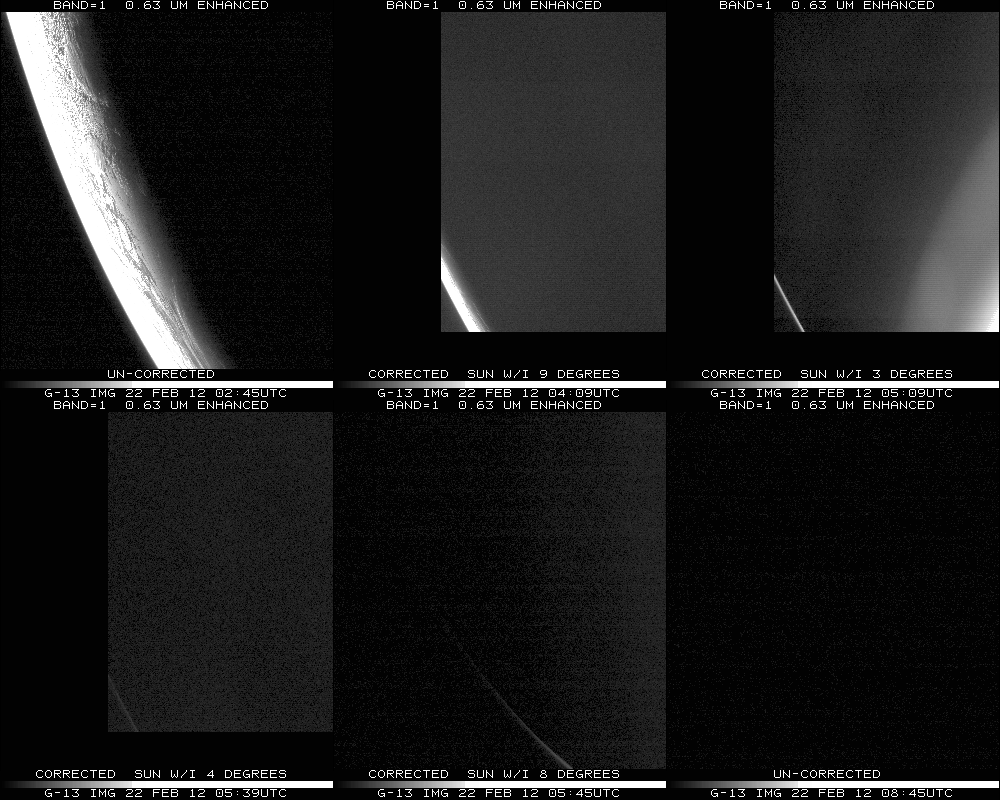 BAND=1 0.63 UM ENHANCED
UN-CORRECTED
G-13 IMG 22 FEB 12 02:45UTC
BAND=1 0.63 UM ENHANCED
CORRECTED SUN W/I 9 DEGREES
G-13 IMG 22 FEB 12 04:09UTC
BAND=1 0.63 UM ENHANCED
CORRECTED SUN W/I 3 DEGREES
G-13 IMG 22 FEB 12 05:09UTC
BAND=1 0.63 UM ENHANCED
CORRECTED SUN W/I 4 DEGREES
G-13 IMG 22 FEB 12 05:39UTC
BAND=1 0.63 UM ENHANCED
CORRECTED SUN W/I 8 DEGREES
G-13 IMG 22 FEB 12 05:45UTC
BAND=1 0.63 UM ENHANCED
UN-CORRECTED
G-13 IMG 22 FEB 12 08:45UTC